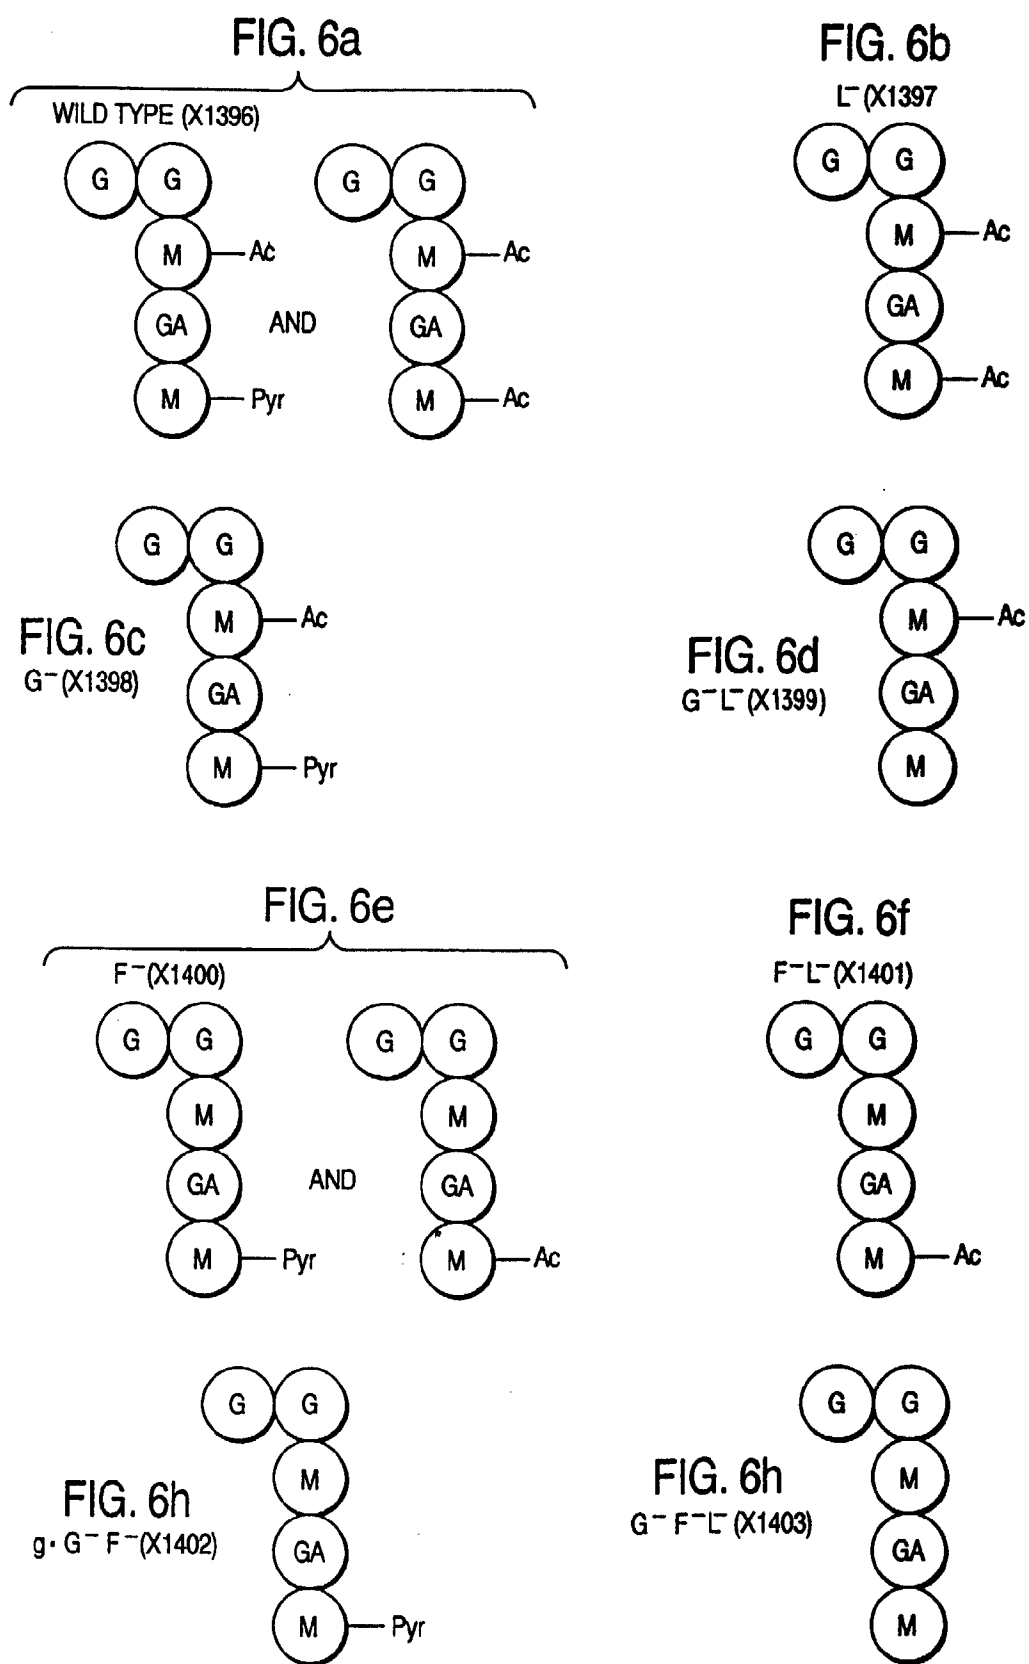 FIG. 6a
WILD TYPE (X1396)
G G G G
M Ac M Ac
GA AND GA
M Pyr M Ac
FIG. 6b
L⁻ (X1397
G G
M Ac
GA
M Ac
FIG. 6c
G⁻ (X1398)
G G
M Ac
GA
M Pyr
FIG. 6d
G⁻ L⁻ (X1399)
G G
M Ac
GA
M
FIG. 6e
F⁻ (X1400)
G G G G
M M
GA AND GA
M Pyr M Ac
FIG. 6f
F⁻ L⁻ (X1401)
G G
M
GA
M Ac
FIG. 6h
g· G⁻ F⁻ (X1402)
G G
M
GA
M Pyr
FIG. 6h
G⁻ F⁻ L⁻ (X1403)
G G
M
GA
M